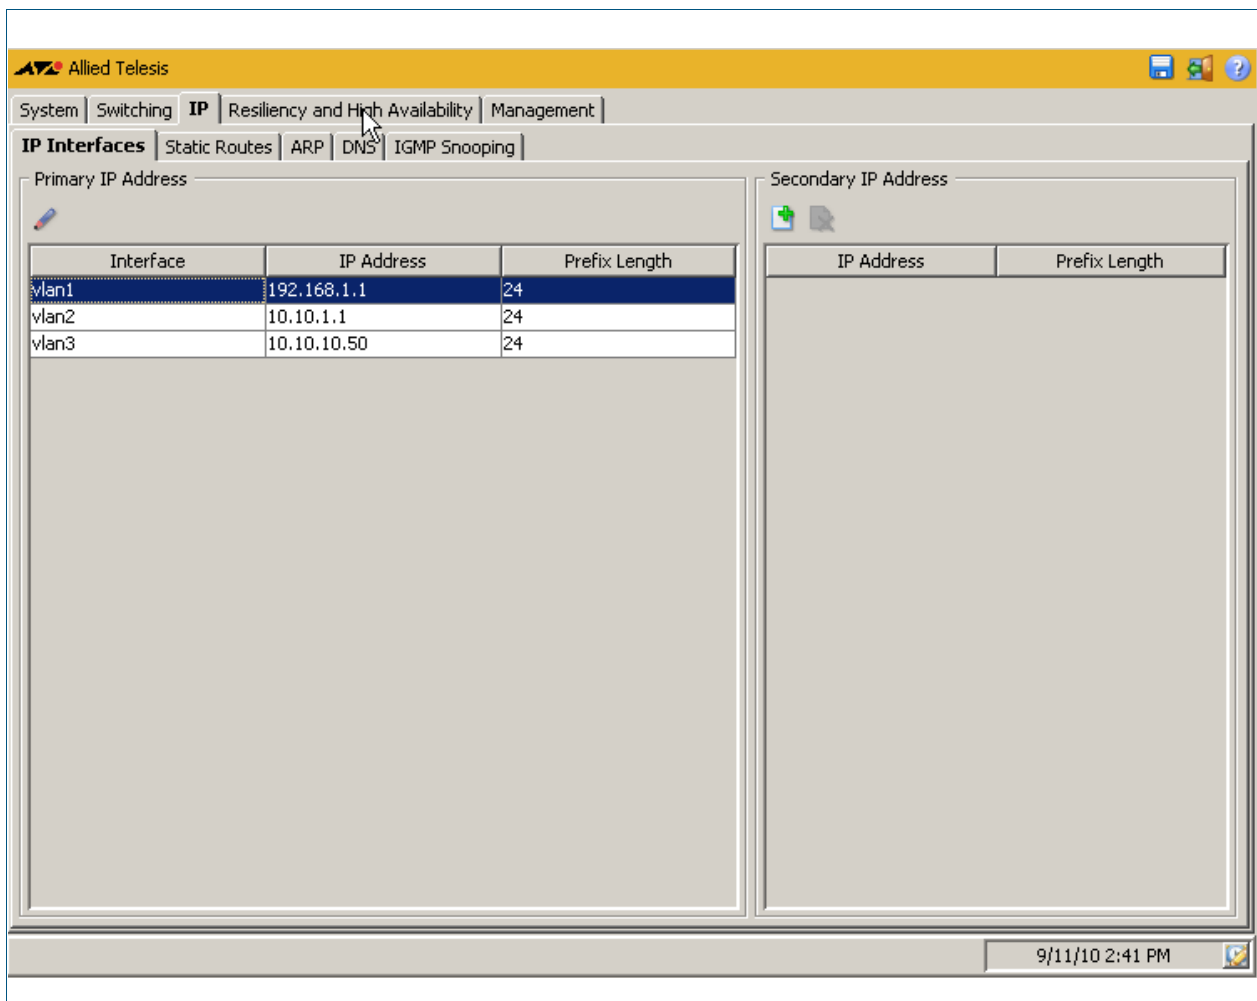 Allied Telesis
System Switching IP Resiliency and High Availability Management
IP Interfaces Static Routes ARP DNS IGMP Snooping
Primary IP Address
Interface IP Address Prefix Length
vlan1 192.168.1.1 24
vlan2 10.10.1.1 24
vlan3 10.10.10.50 24
Secondary IP Address
IP Address Prefix Length
9/11/10 2:41 PM